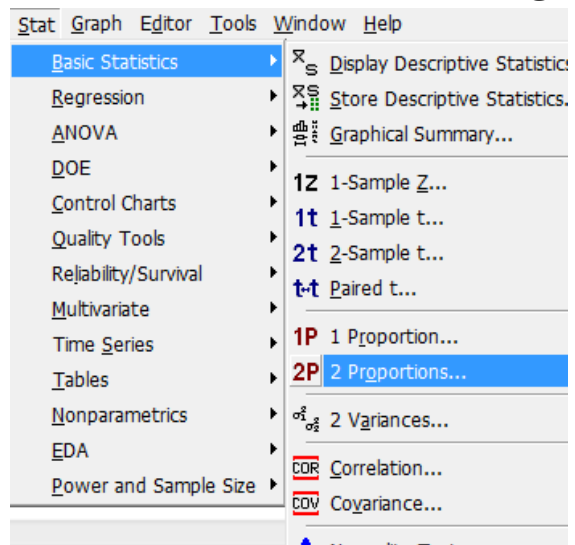 Stat Graph Editor Tools Window Help
Basic Statistics
Regression
ANOVA
DOE
Control Charts
Quality Tools
Reliability/Survival
Multivariate
Time Series
Tables
Nonparametrics
EDA
Power and Sample Size
x̄s Display Descriptive Statistics
x̄s Store Descriptive Statistics.
Graphical Summary...
1Z 1-Sample Z...
1t 1-Sample t...
2t 2-Sample t...
t-t Paired t...
1P 1 Proportion...
2P 2 Proportions...
σ²₁ σ²₂ 2 Variances...
COR Correlation...
COV Covariance...